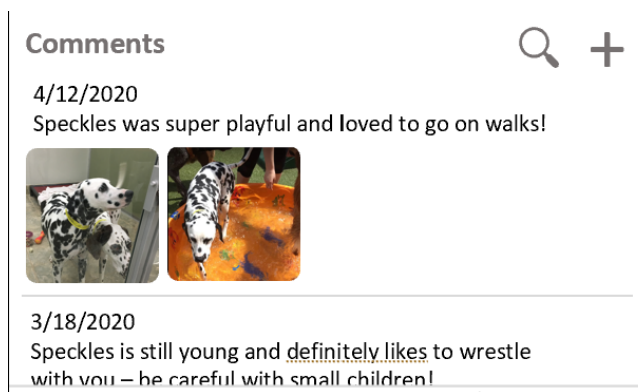 Comments
4/12/2020
Speckles was super playful and loved to go on walks!
3/18/2020
Speckles is still young and definitely likes to wrestle
with you – be careful with small children!